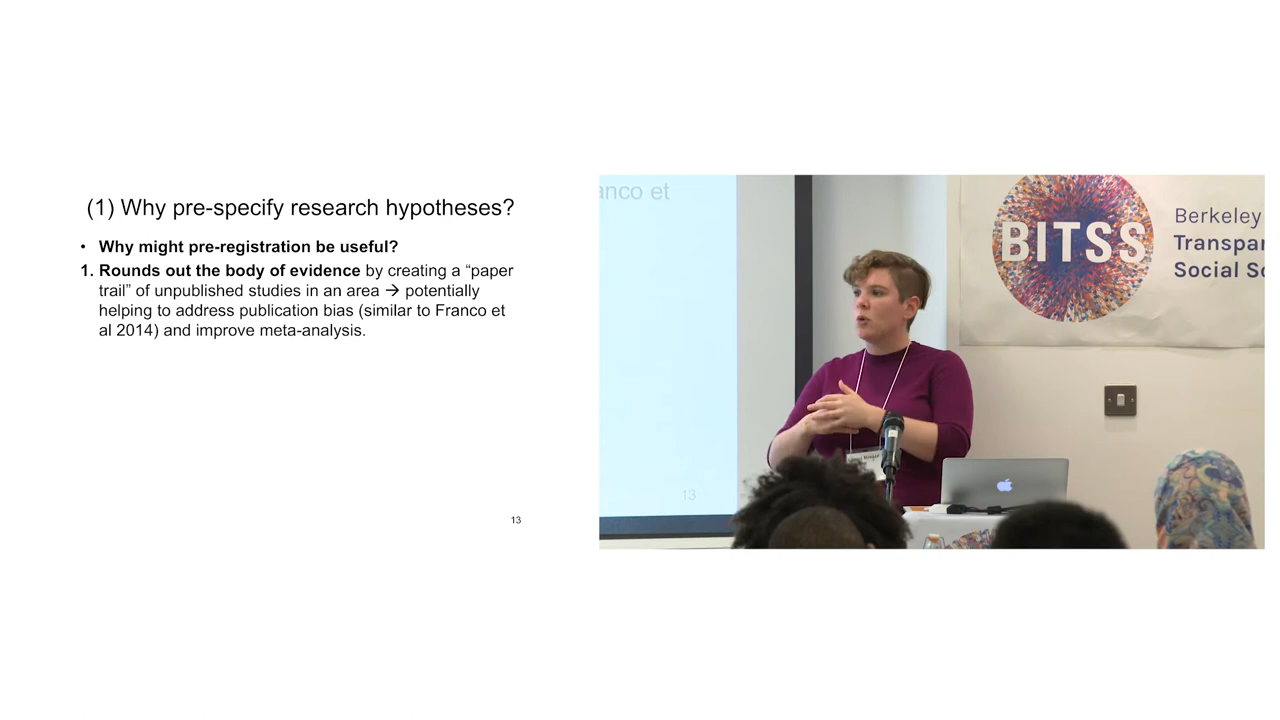 (1) Why pre-specify research hypotheses?
• Why might pre-registration be useful?
1. Rounds out the body of evidence by creating a “paper
trail” of unpublished studies in an area → potentially
helping to address publication bias (similar to Franco et
al 2014) and improve meta-analysis.
13
anco et
13
BITSS
Berkeley
Transpar
Social Sc